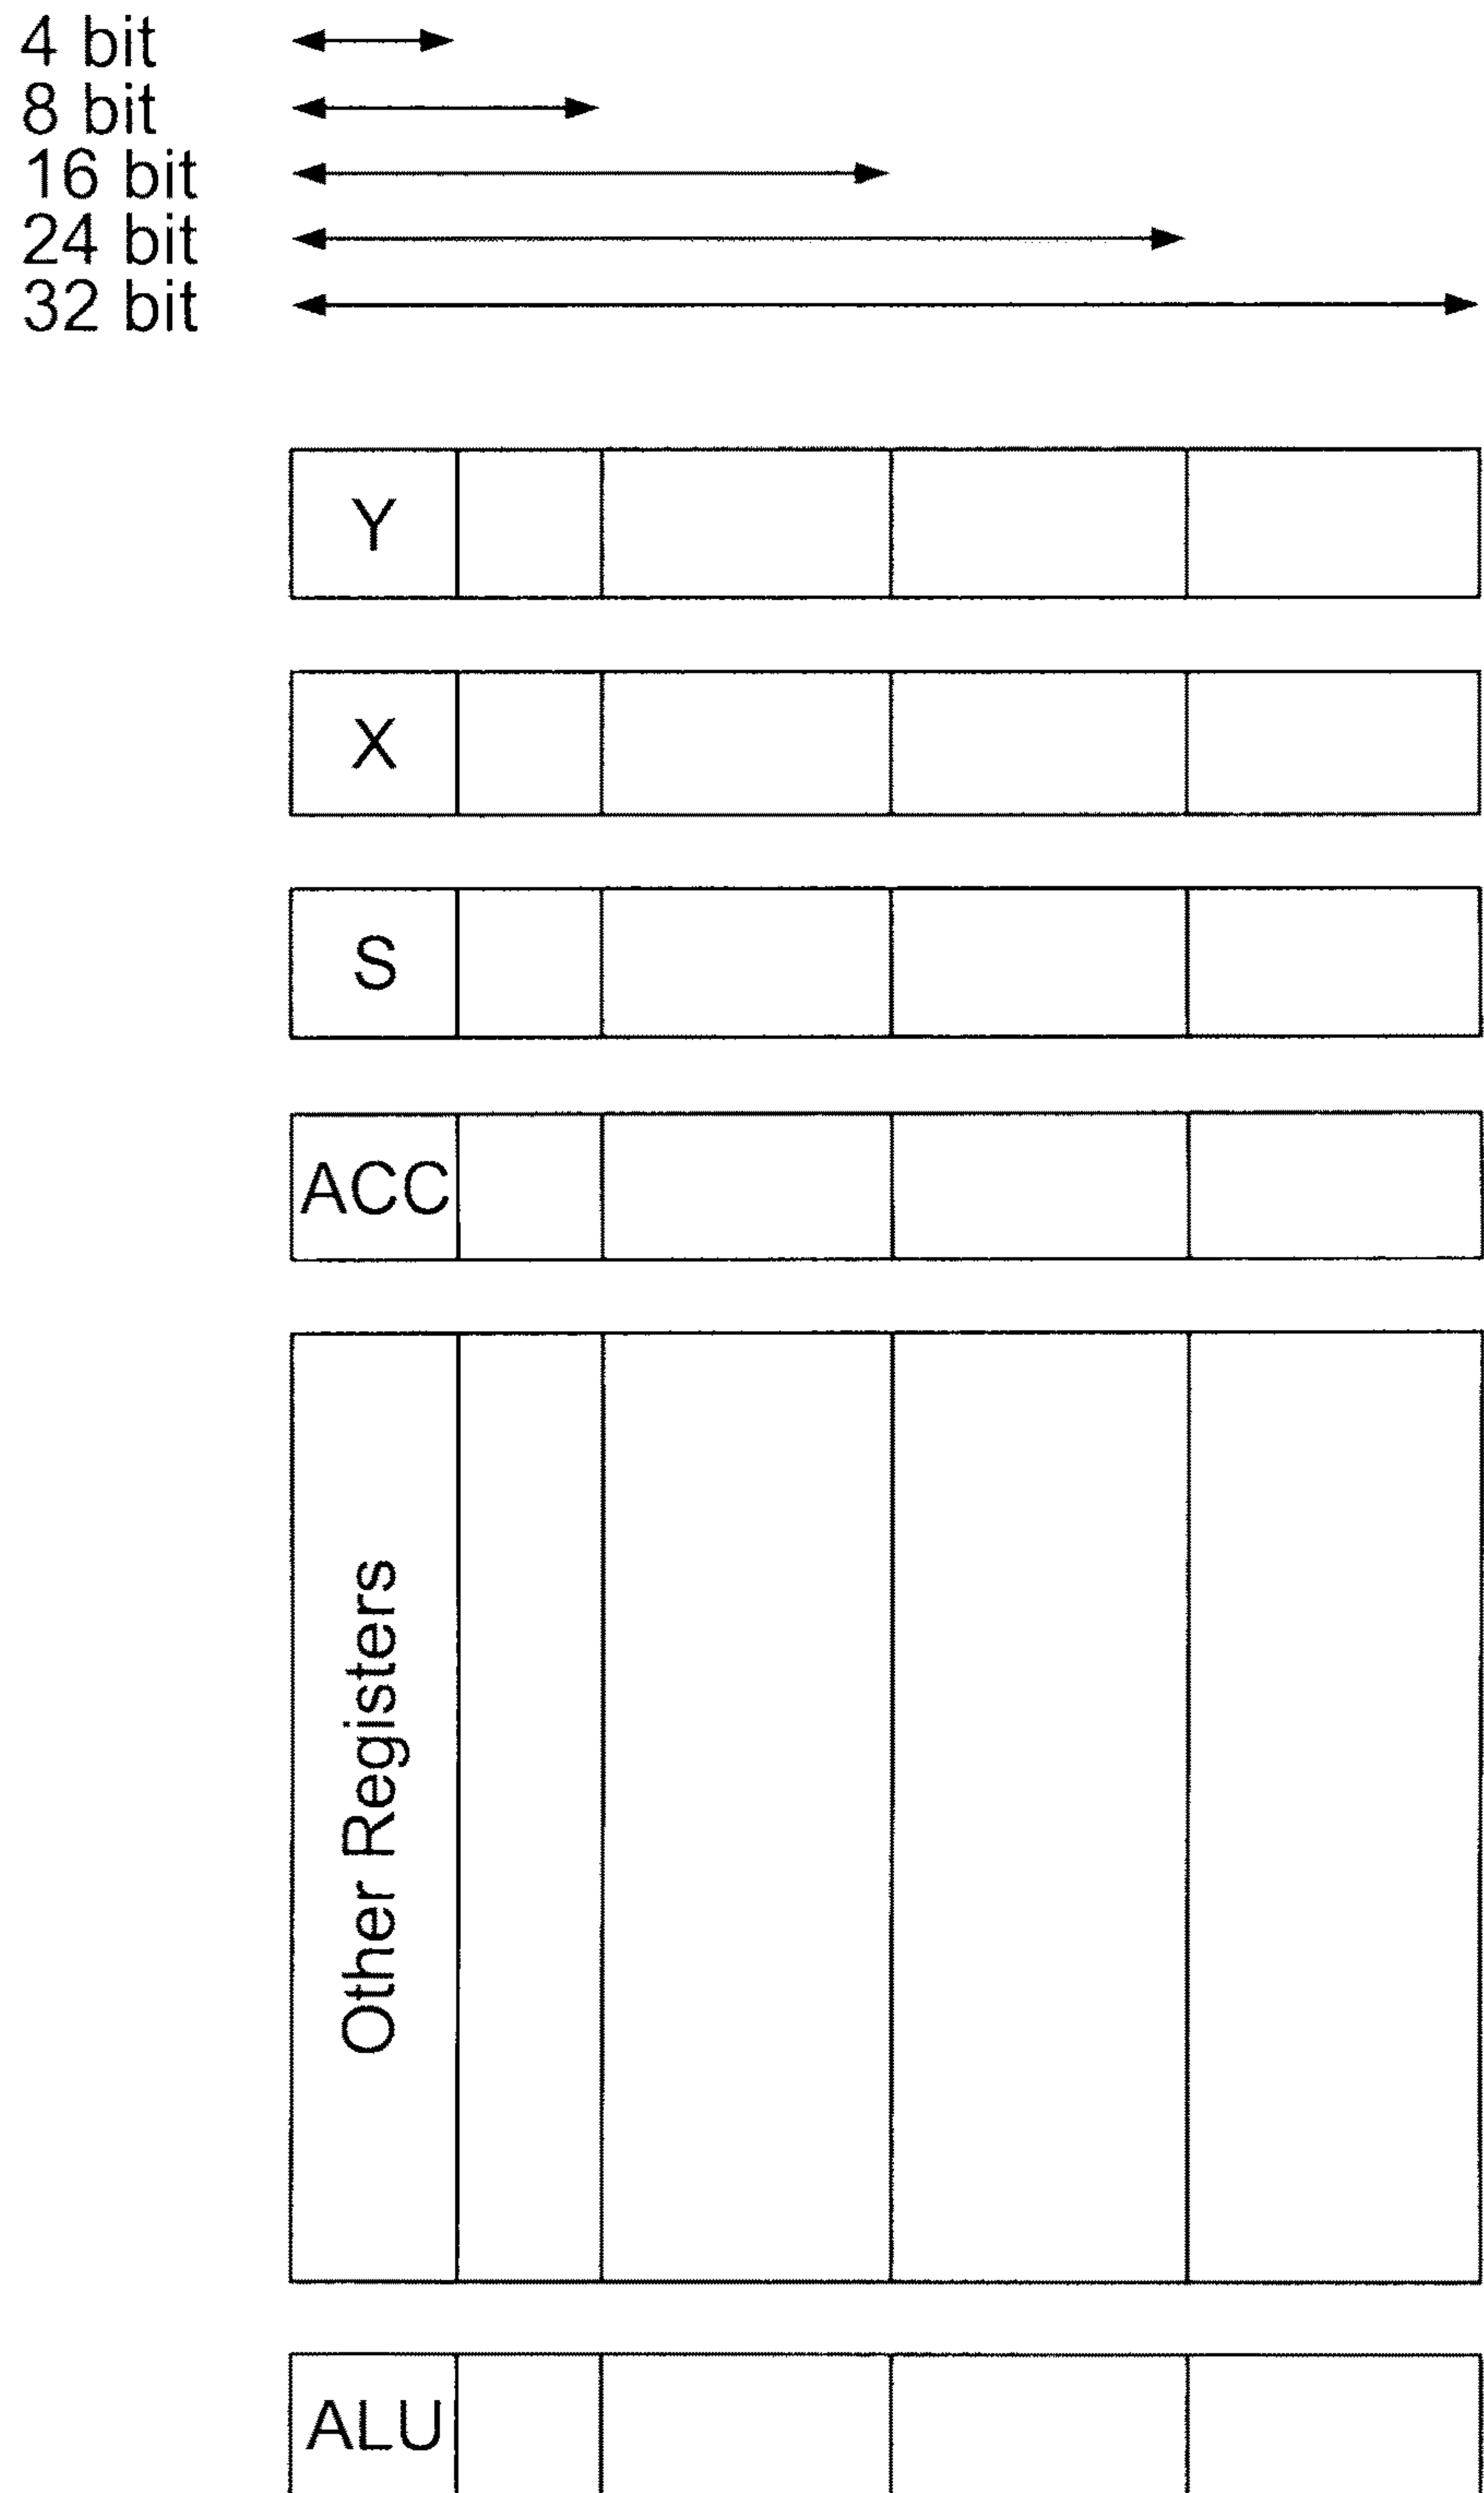 4 bit
8 bit
16 bit
24 bit
32 bit
Y
X
S
ACC
Other Registers
ALU